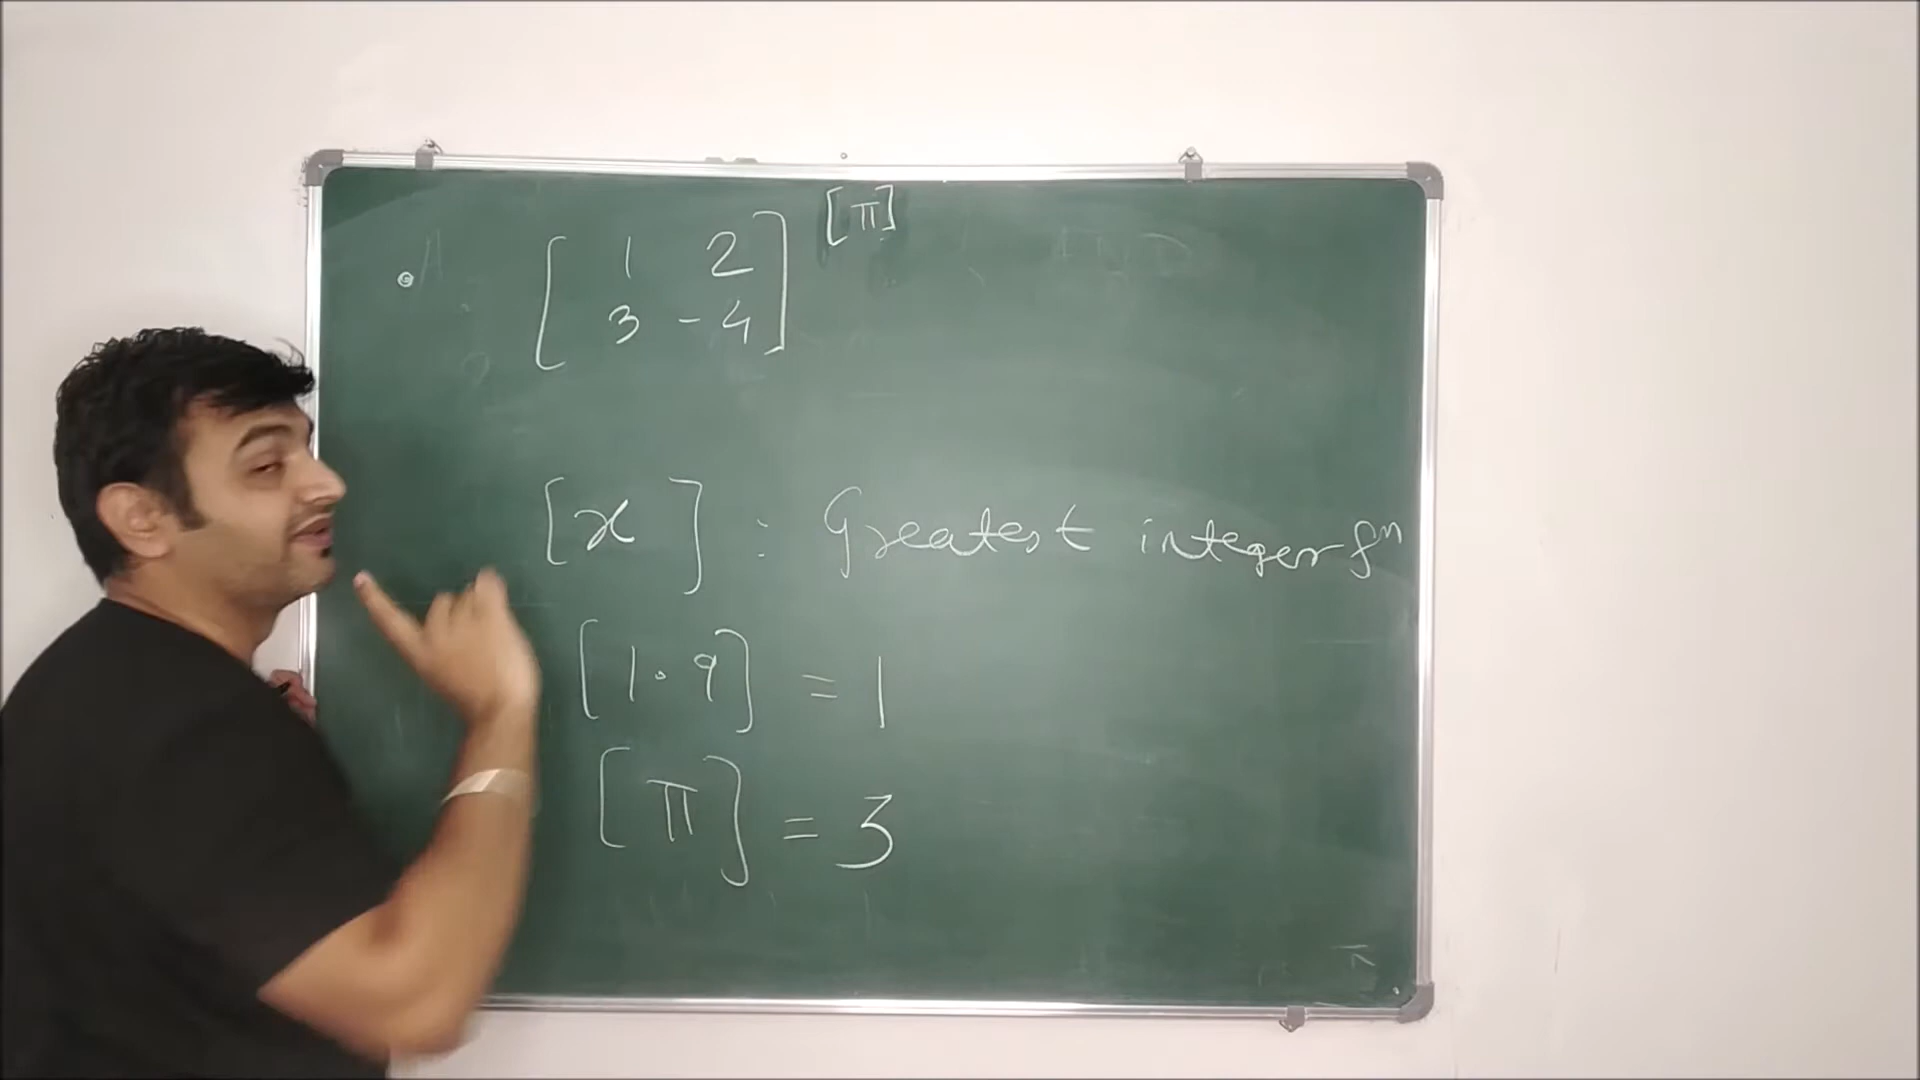 [π]
[ 1 2
3 -4 ]
[x] : Greatest integer fⁿ
[1.9] = 1
[π] = 3